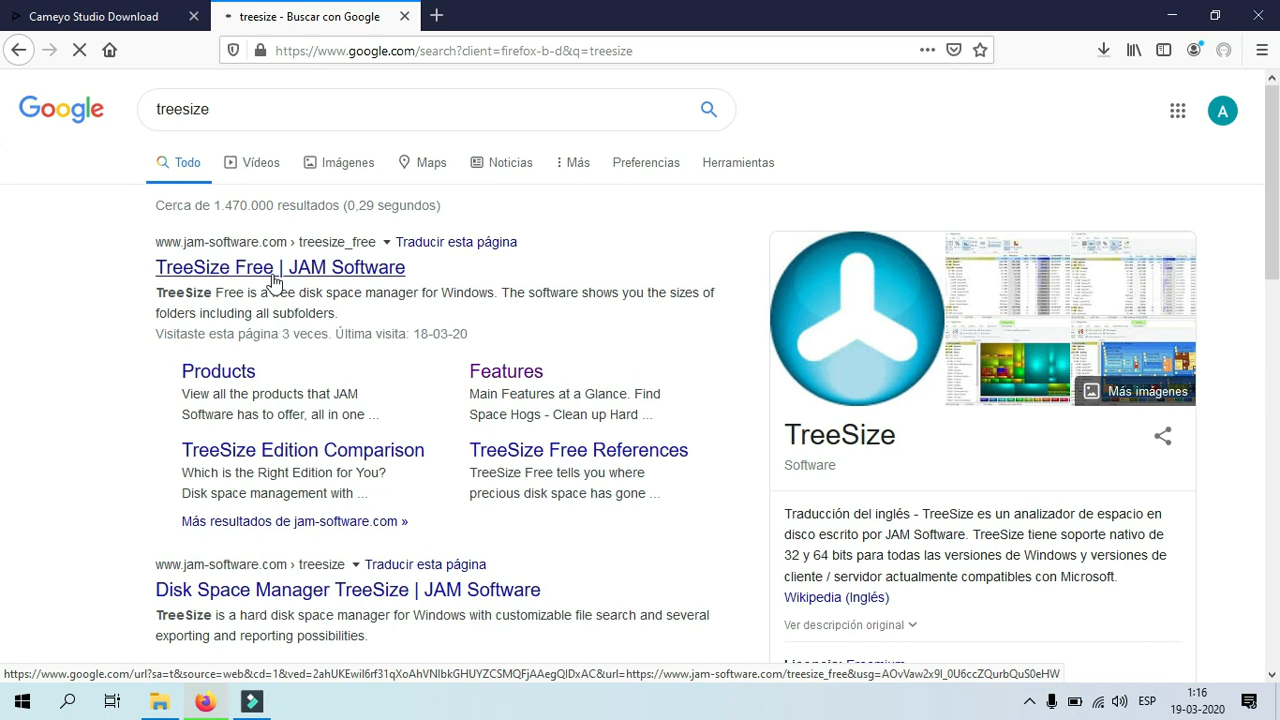 Cameyo Studio Download
treesize - Buscar con Google
https://www.google.com/search?client=firefox-b-d&q=treesize
Google
treesize
A
Todo
Vídeos
Imágenes
Maps
Noticias
Más
Preferencias
Herramientas
Cerca de 1.470.000 resultados (0,29 segundos)
www.jam-software.com › treesize_free Traducir esta página
TreeSize Free | JAM Software
TreeSize Free is a free disk space manager for Windows. The software shows you the sizes of
folders including all subfolders.
Visitaste esta página 3 veces. Última visita: 18-03-20
Products
View all the products that JAM
Software has to offer, all in one
Features
Main Features at a Glance. Find
Space Hogs - Clean up Hard ...
TreeSize Edition Comparison
Which is the Right Edition for You?
Disk space management with ...
TreeSize Free References
TreeSize Free tells you where
precious disk space has gone ...
Más resultados de jam-software.com »
www.jam-software.com › treesize Traducir esta página
Disk Space Manager TreeSize | JAM Software
TreeSize is a hard disk space manager for Windows with customizable file search and several
exporting and reporting possibilities.
Más imágenes
TreeSize
Software
Traducción del inglés - TreeSize es un analizador de espacio en
disco escrito por JAM Software. TreeSize tiene soporte nativo de
32 y 64 bits para todas las versiones de Windows y versiones de
cliente / servidor actualmente compatibles con Microsoft.
Wikipedia (Inglés)
Ver descripción original
Licencia: Freemium
ESP
1:16
19-03-2020